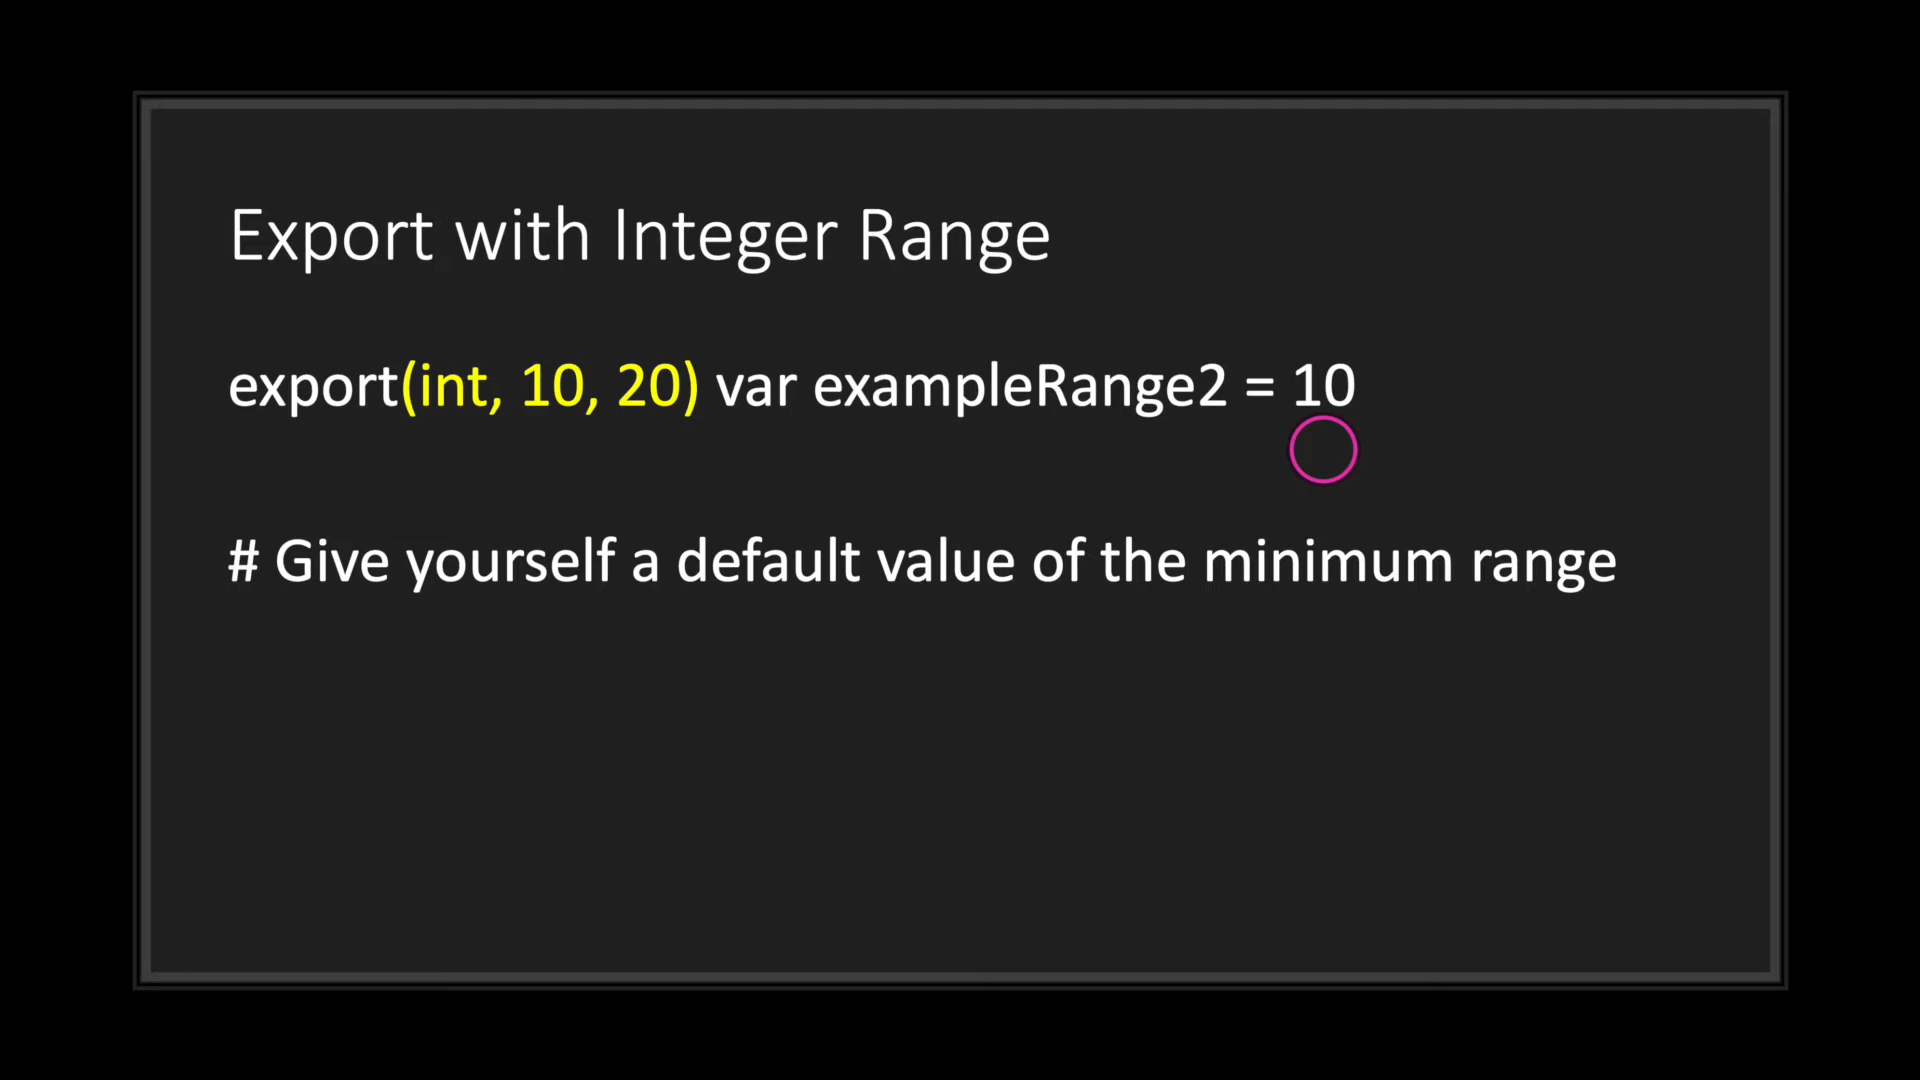 Export with Integer Range
export(int, 10, 20) var exampleRange2 = 10
# Give yourself a default value of the minimum range